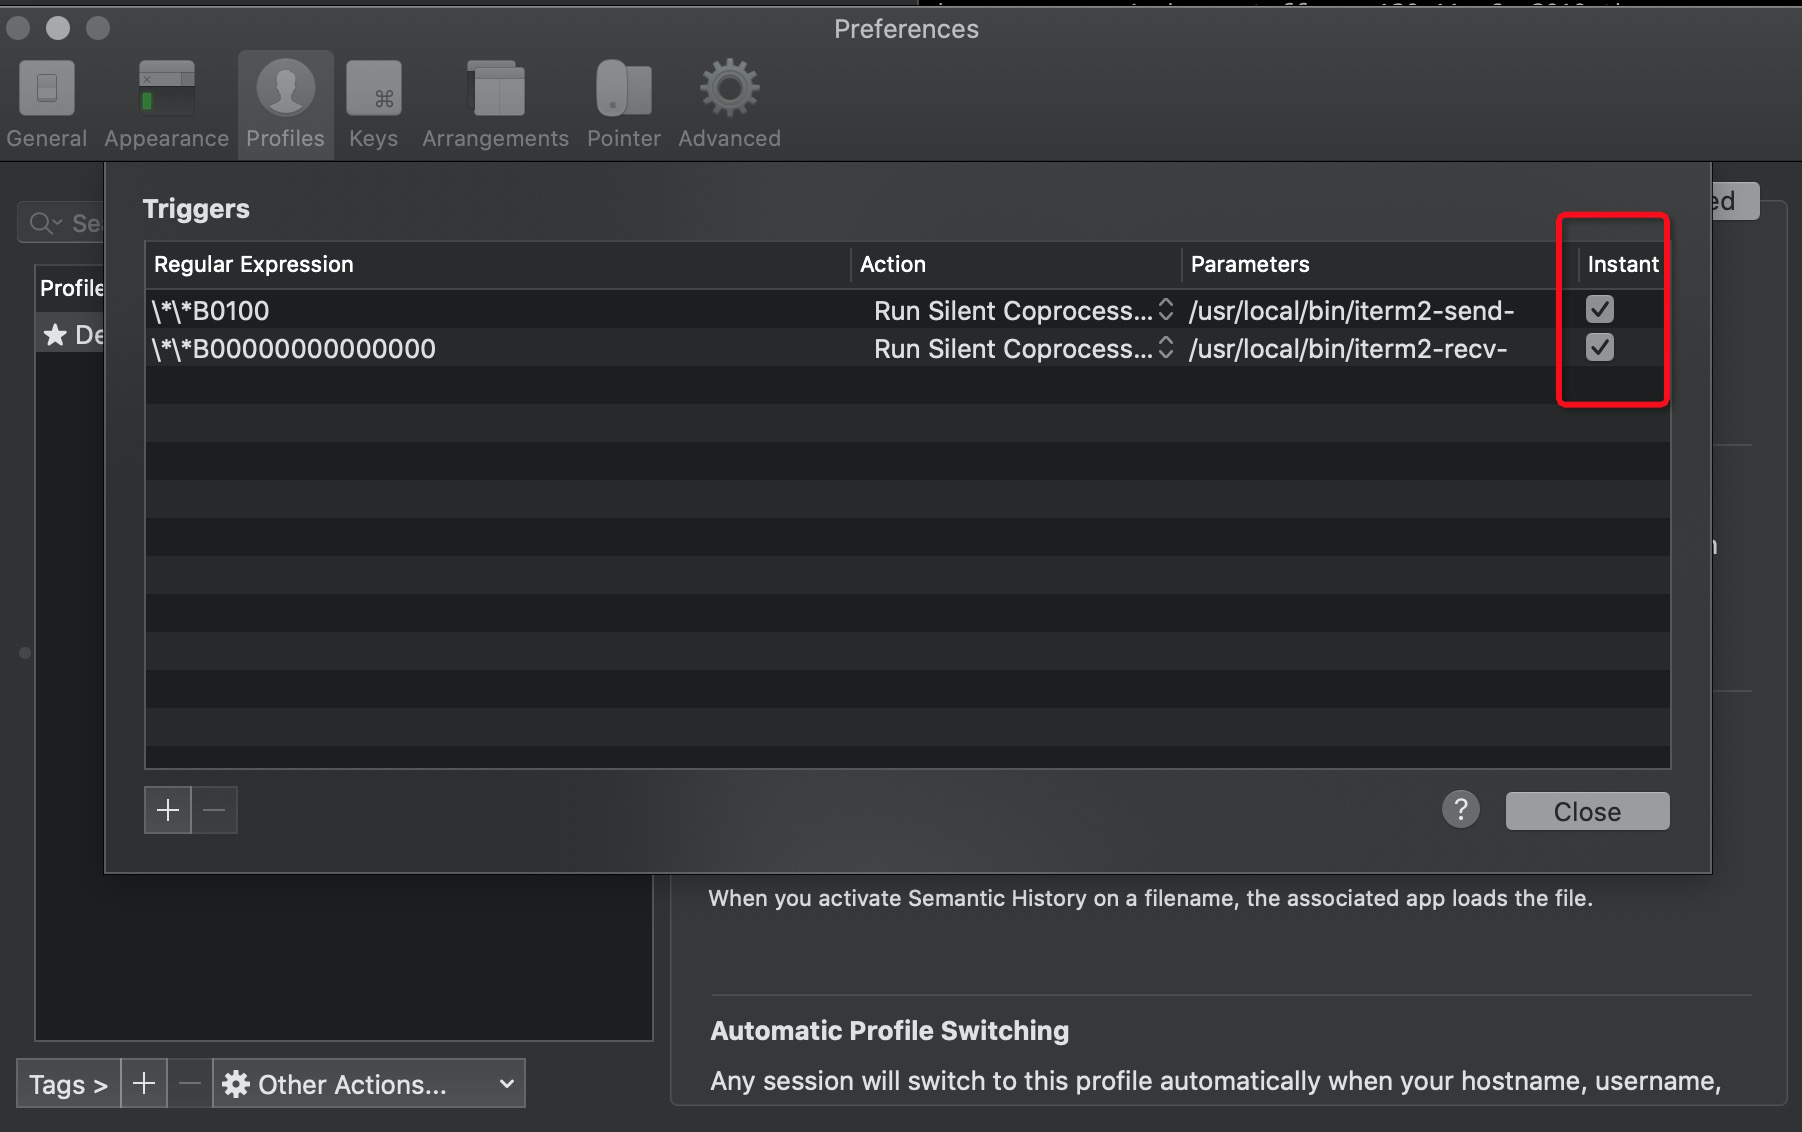 Preferences
General Appearance Profiles Keys Arrangements Pointer Advanced
Triggers
ed
Regular Expression Action Parameters Instant
Profile
\*\*B0100 Run Silent Coprocess... /usr/local/bin/iterm2-send-
★ De
\*\*B00000000000000 Run Silent Coprocess... /usr/local/bin/iterm2-recv-
+ −
? Close
When you activate Semantic History on a filename, the associated app loads the file.
Automatic Profile Switching
Any session will switch to this profile automatically when your hostname, username,
Tags > + − Other Actions...